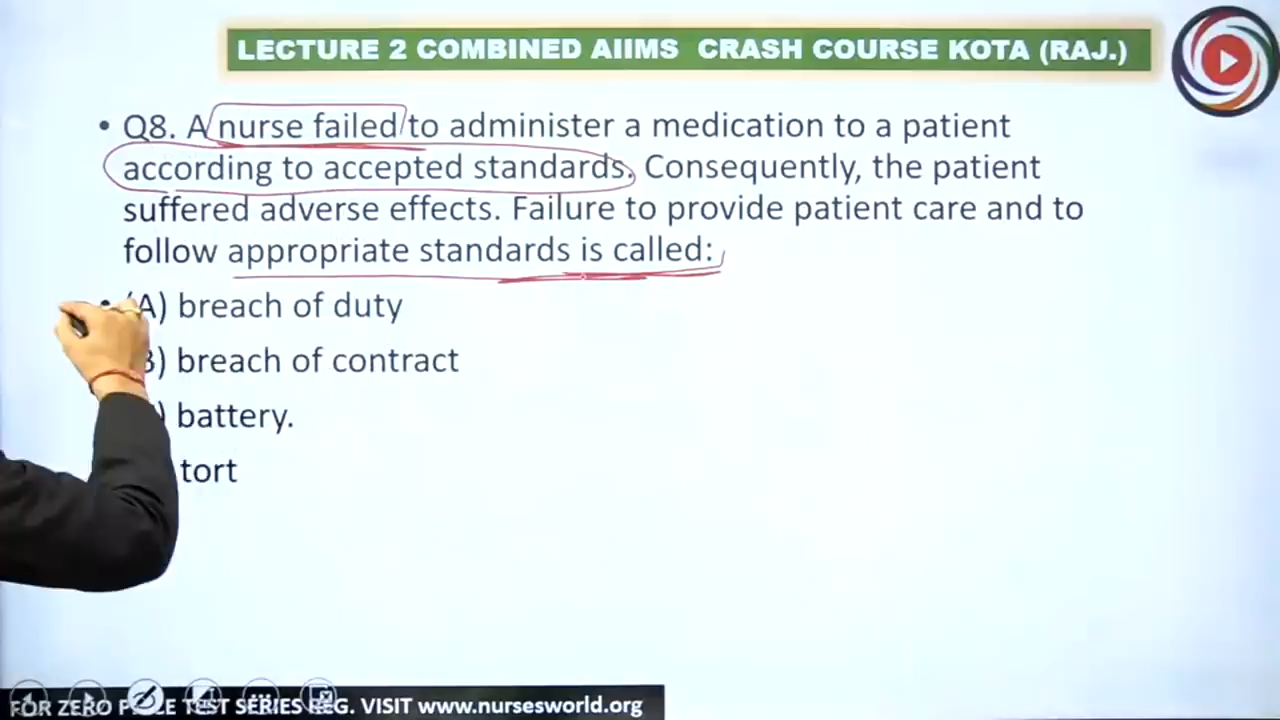 LECTURE 2 COMBINED AIIMS CRASH COURSE KOTA (RAJ.)
• Q8. A nurse failed to administer a medication to a patient
according to accepted standards. Consequently, the patient
suffered adverse effects. Failure to provide patient care and to
follow appropriate standards is called:
• (A) breach of duty
B) breach of contract
) battery.
tort
FOR ZERO TEST SERIES REG. VISIT www.nursesworld.org